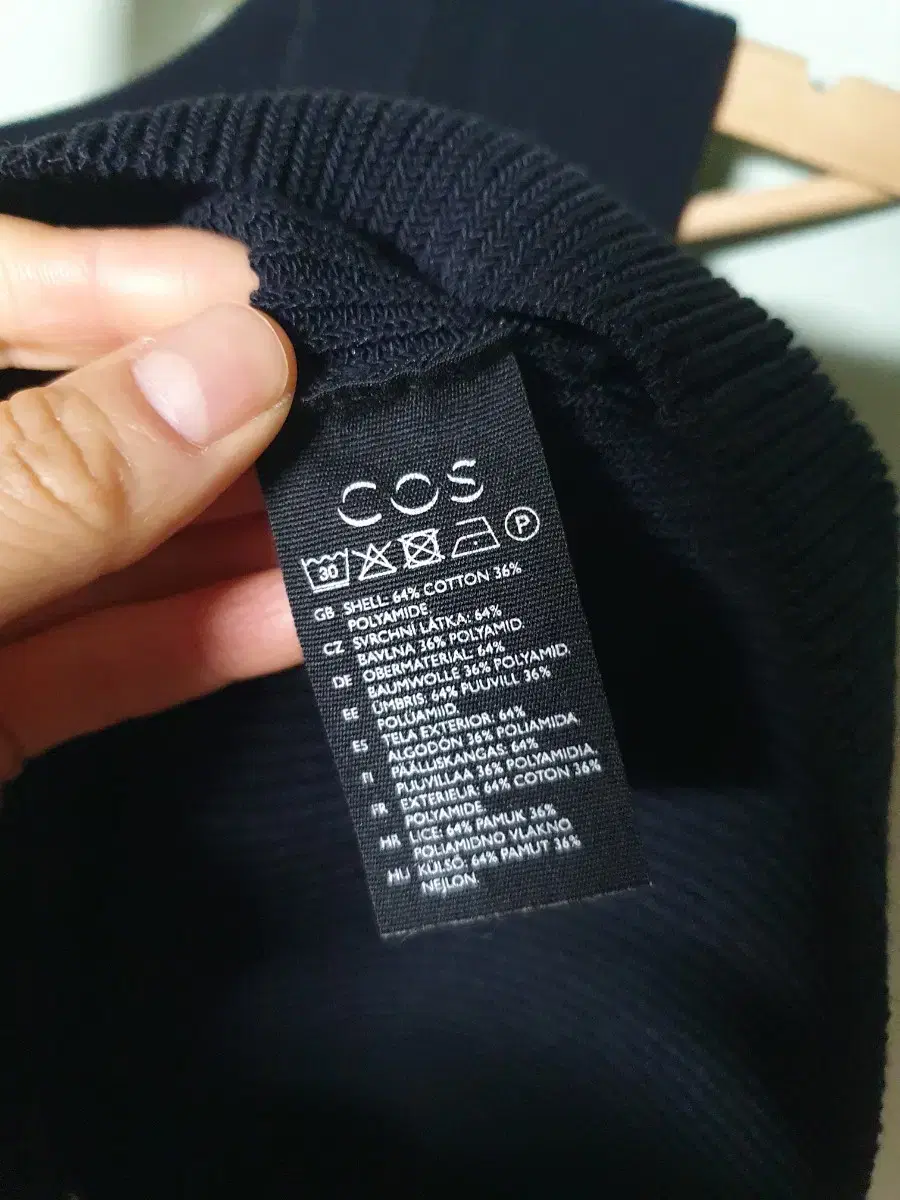 COS
30 P
GB SHELL: 64% COTTON 36%
POLYAMIDE
CZ SVRCHNÍ LÁTKA: 64%
BAVLNA 36% POLYAMID.
DE OBERMATERIAL: 64%
BAUMWOLLE 36% POLYAMID.
EE ÜMBRIS: 64% PUUVILL 36%
POLÜAMIID.
ES TELA EXTERIOR: 64%
ALGODÓN 36% POLIAMIDA
FI PÄÄLLISKANGAS: 64%
PUUVILLAA 36% POLYAMIDIA.
FR EXTERIEUR: 64% COTON 36%
POLYAMIDE.
HR LICE: 64% PAMUK 36%
POLIAMIDNO VLAKNO.
HU KÜLSŐ: 64% PAMUT 36%
NEJLON.